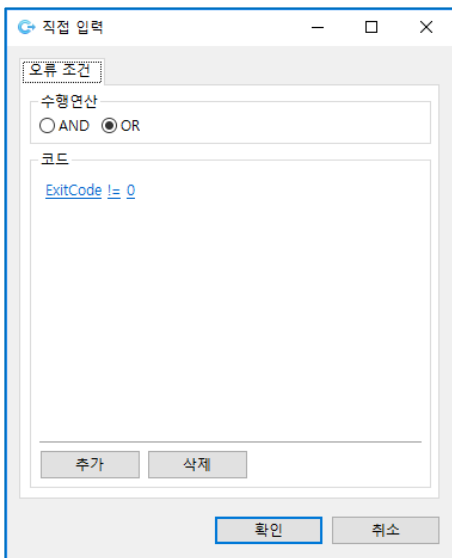 직접 입력
오류 조건
수행연산
AND OR
코드
ExitCode != 0
추가 삭제
확인 취소